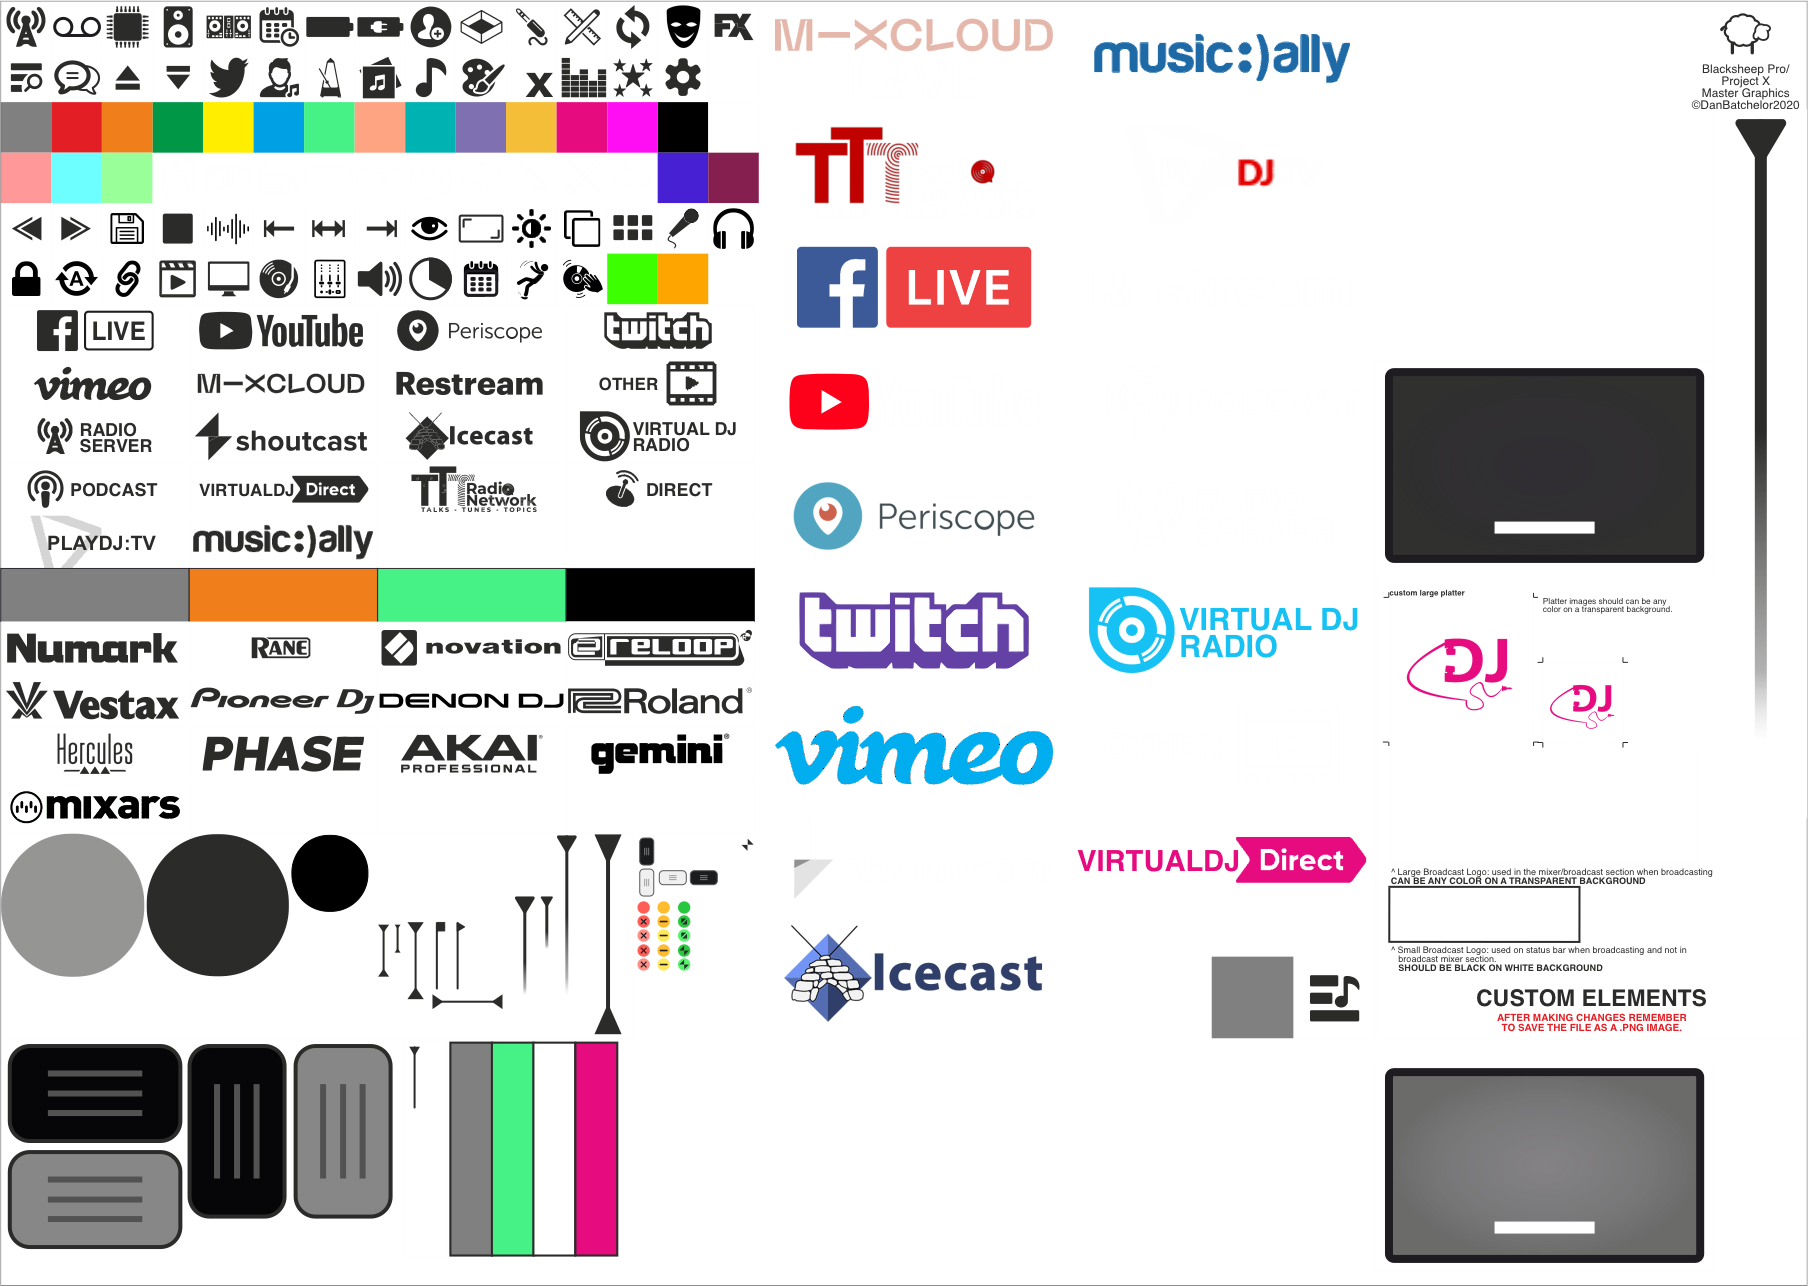 FX
x
A
M—XCLOUD
music:)ally
Blacksheep Pro/
Project X
Master Graphics
©DanBatchelor2020
TTT
DJ
LIVE
LIVE
YouTube
Periscope
twitch
vimeo
M—XCLOUD
Restream
OTHER
RADIO
SERVER
shoutcast
Icecast
VIRTUAL DJ
RADIO
PODCAST
VIRTUALDJ Direct
TTT Radio
Network
TALKS - TUNES - TOPICS
DIRECT
PLAYDJ:TV
music:)ally
Periscope
twitch
VIRTUAL DJ
RADIO
vimeo
custom large platter
Platter images should can be any
color on a transparent background.
DJ
DJ
Numark
RANE
novation
RELOOP
Vestax
Pioneer Dj
DENON DJ
Roland
Hercules
PHASE
AKAI
PROFESSIONAL
gemini
mixars
VIRTUALDJ Direct
Icecast
^ Large Broadcast Logo: used in the mixer/broadcast section when broadcasting
CAN BE ANY COLOR ON A TRANSPARENT BACKGROUND
^ Small Broadcast Logo: used on status bar when broadcasting and not in
broadcast mixer section.
SHOULD BE BLACK ON WHITE BACKGROUND
CUSTOM ELEMENTS
AFTER MAKING CHANGES REMEMBER
TO SAVE THE FILE AS A .PNG IMAGE.